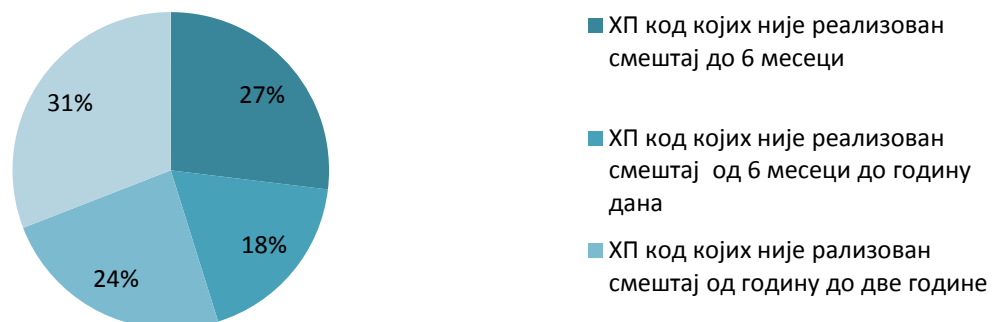 31%
27%
18%
24%
ХП код којих није реализован
смештај до 6 месеци
ХП код којих није реализован
смештај од 6 месеци до годину
дана
ХП код којих није рализован
смештај од годину до две године